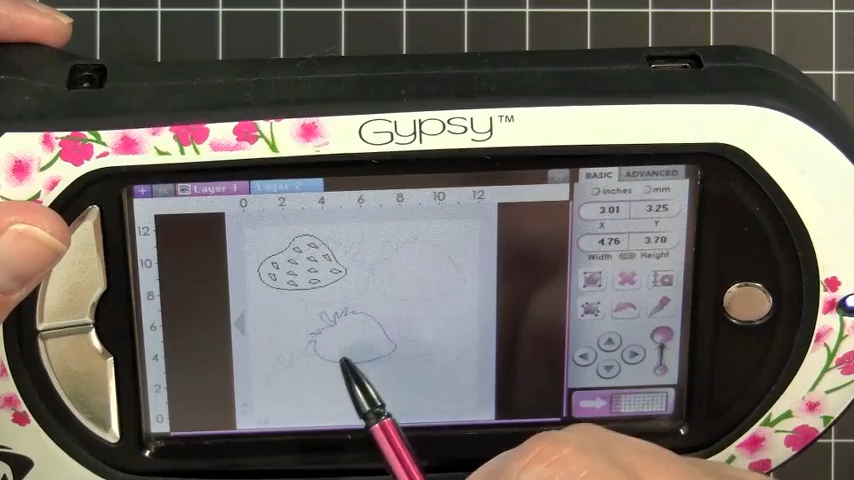 Gypsy™
+ << Layer 1 Layer 2 >>
BASIC ADVANCED
0 2 4 6 8 10 12
inches mm
3.01 3.25
X Y
4.76 3.70
Width Height
12
10
8
6
4
2
0